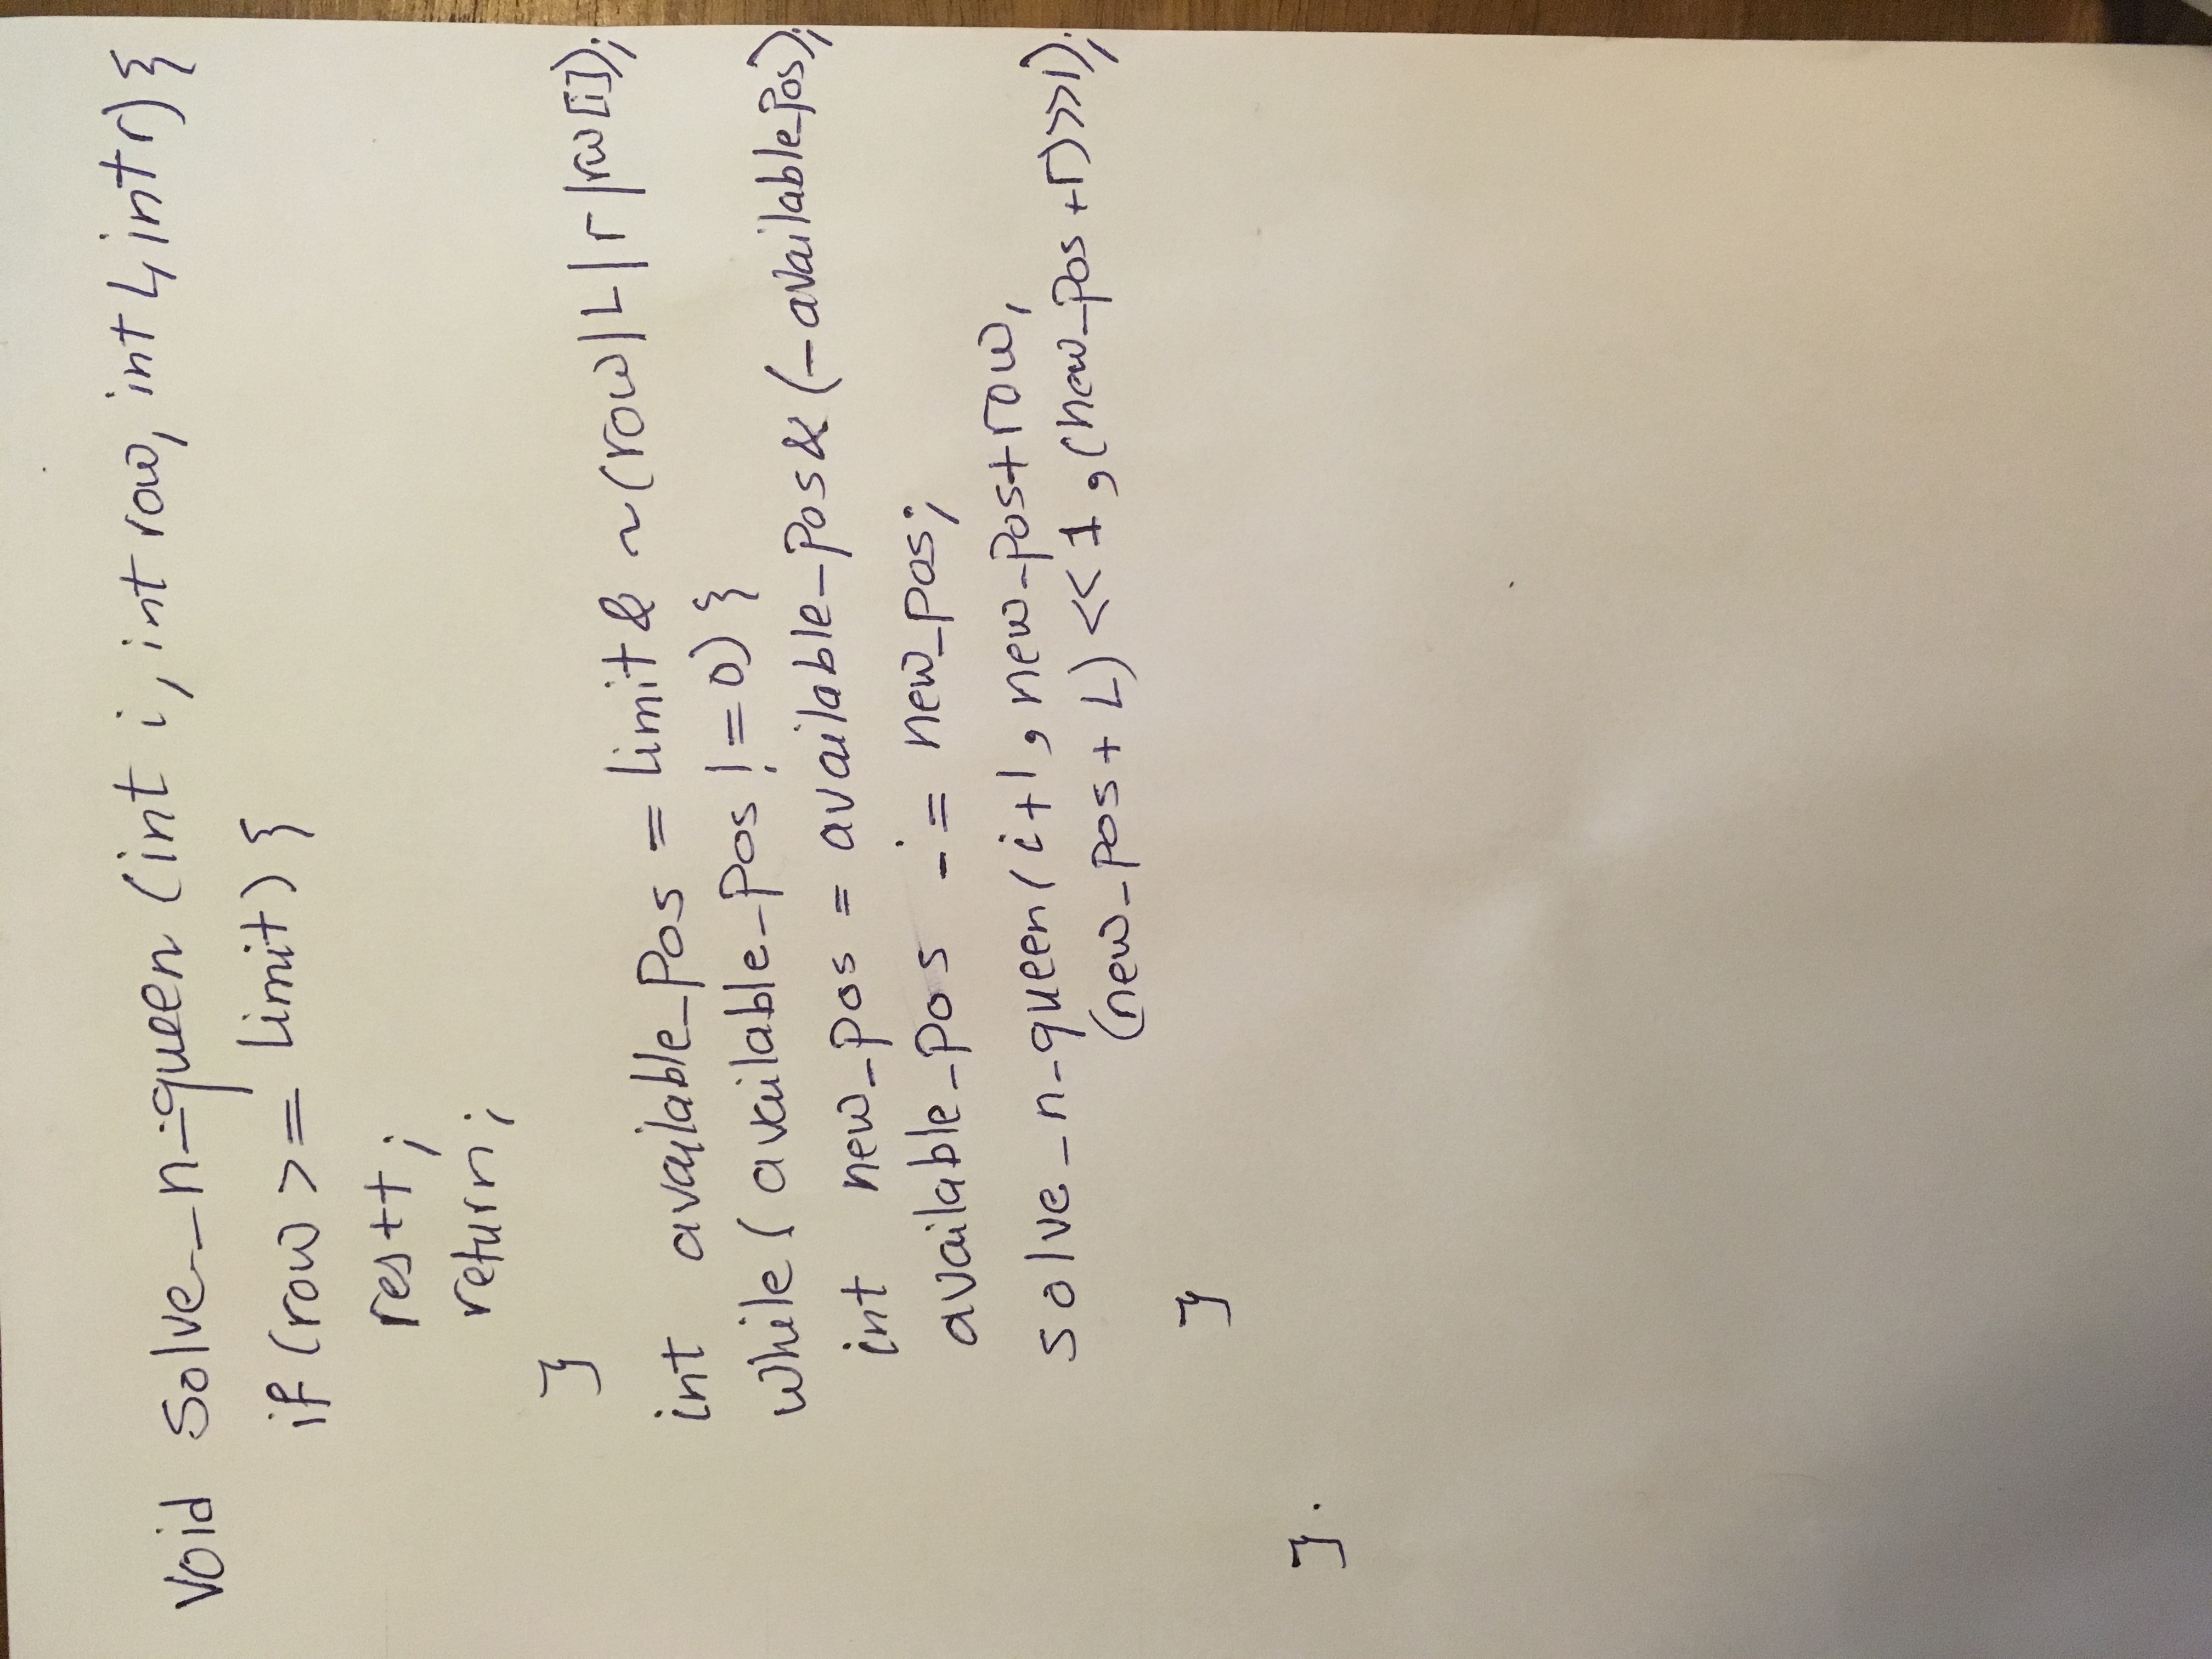 void solve_n_queen (int i, int row, int L, int r) {
if (row >= limit) {
res++;
return;
}
int available_pos = limit & ~(row|L|r|rw[i]);
while (available_pos != 0) {
int new_pos = available_pos & (-available_pos);
available_pos -= new_pos;
solve_n_queen(i+1, new_pos+row,
(new_pos + L) << 1, (new_pos + r) >> 1);
}
}.